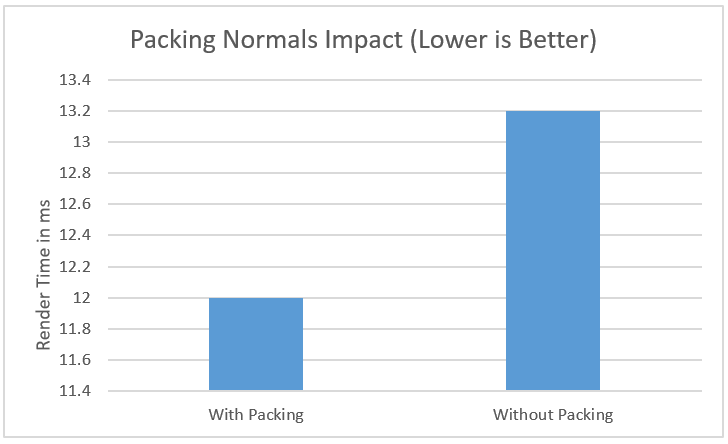 Packing Normals Impact (Lower is Better)
Render Time in ms
13.4
13.2
13
12.8
12.6
12.4
12.2
12
11.8
11.6
11.4
With Packing
Without Packing